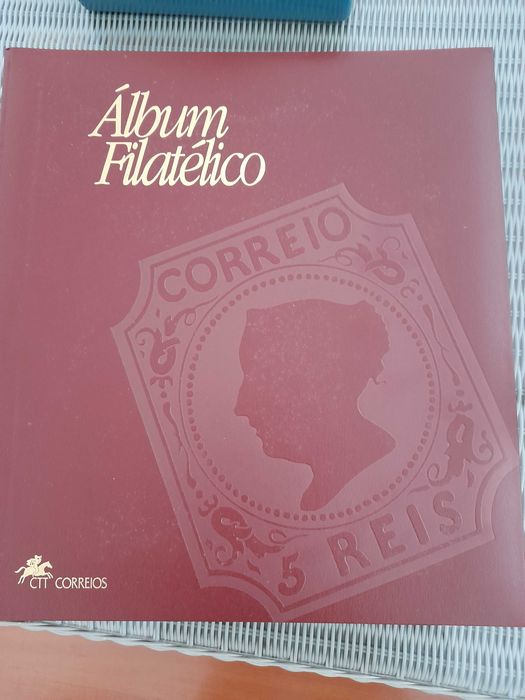 Álbum
Filatélico
CORREIO
5 REIS
CTT CORREIOS